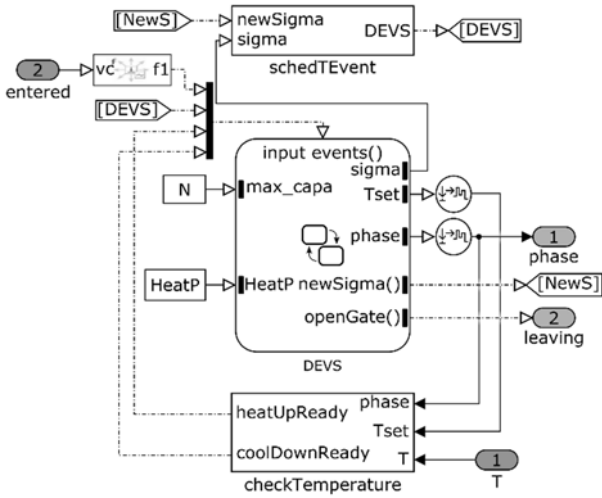 [NewS]
newSigma
sigma
DEVS
[DEVS]
schedTEvent
2
entered
vc
f1
[DEVS]
input events()
sigma
N
max_capa
Tset
phase
1
phase
HeatP
HeatP
newSigma()
[NewS]
openGate()
2
leaving
DEVS
heatUpReady
phase
Tset
coolDownReady
T
1
T
checkTemperature